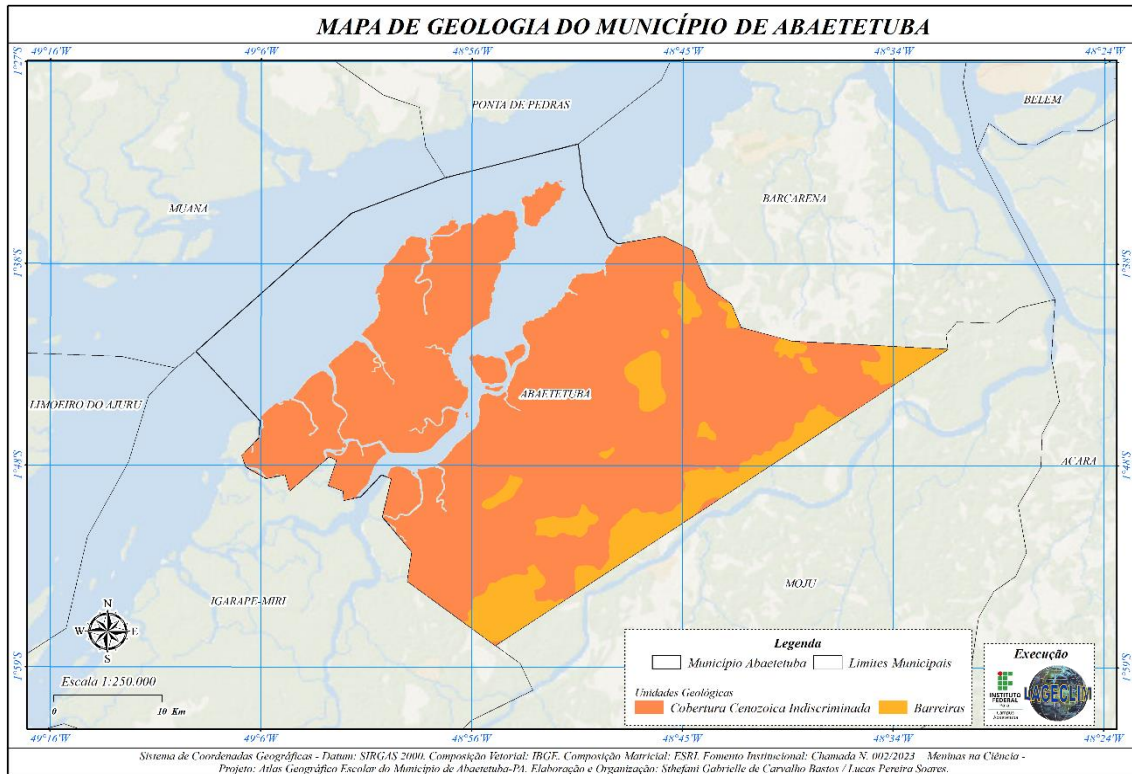 MAPA DE GEOLOGIA DO MUNICÍPIO DE ABAETETUBA
49°16'W 49°6'W 48°56'W 48°45'W 48°34'W 48°24'W
1°27'S
1°27'S
PONTA DE PEDRAS
BELEM
MUANA
BARCARENA
1°38'S
1°38'S
LIMOEIRO DO AJURU
ABAETETUBA
1°48'S
1°48'S
ACARA
IGARAPE-MIRI
MOJU
N
W E
S
1°59'S
1°59'S
Escala 1:250.000
0 10 Km
Legenda
Município Abaetetuba Limites Municipais
Unidades Geológicas
Cobertura Cenozoica Indiscriminada Barreiras
Execução
INSTITUTO
FEDERAL
Pará
Campus
Abaetetuba
LAGECLIM
49°16'W 49°6'W 48°56'W 48°45'W 48°34'W 48°24'W
Sistema de Coordenadas Geográficas - Datum: SIRGAS 2000. Composição Vetorial: IBGE. Composição Matricial: ESRI. Fomento Institucional: Chamada N. 002/2023 Meninas na Ciência -
Projeto: Atlas Geográfico Escolar do Município de Abaetetuba-PA. Elaboração e Organização: Sthefani Gabrielle de Carvalho Bastos / Lucas Pereira Soares.